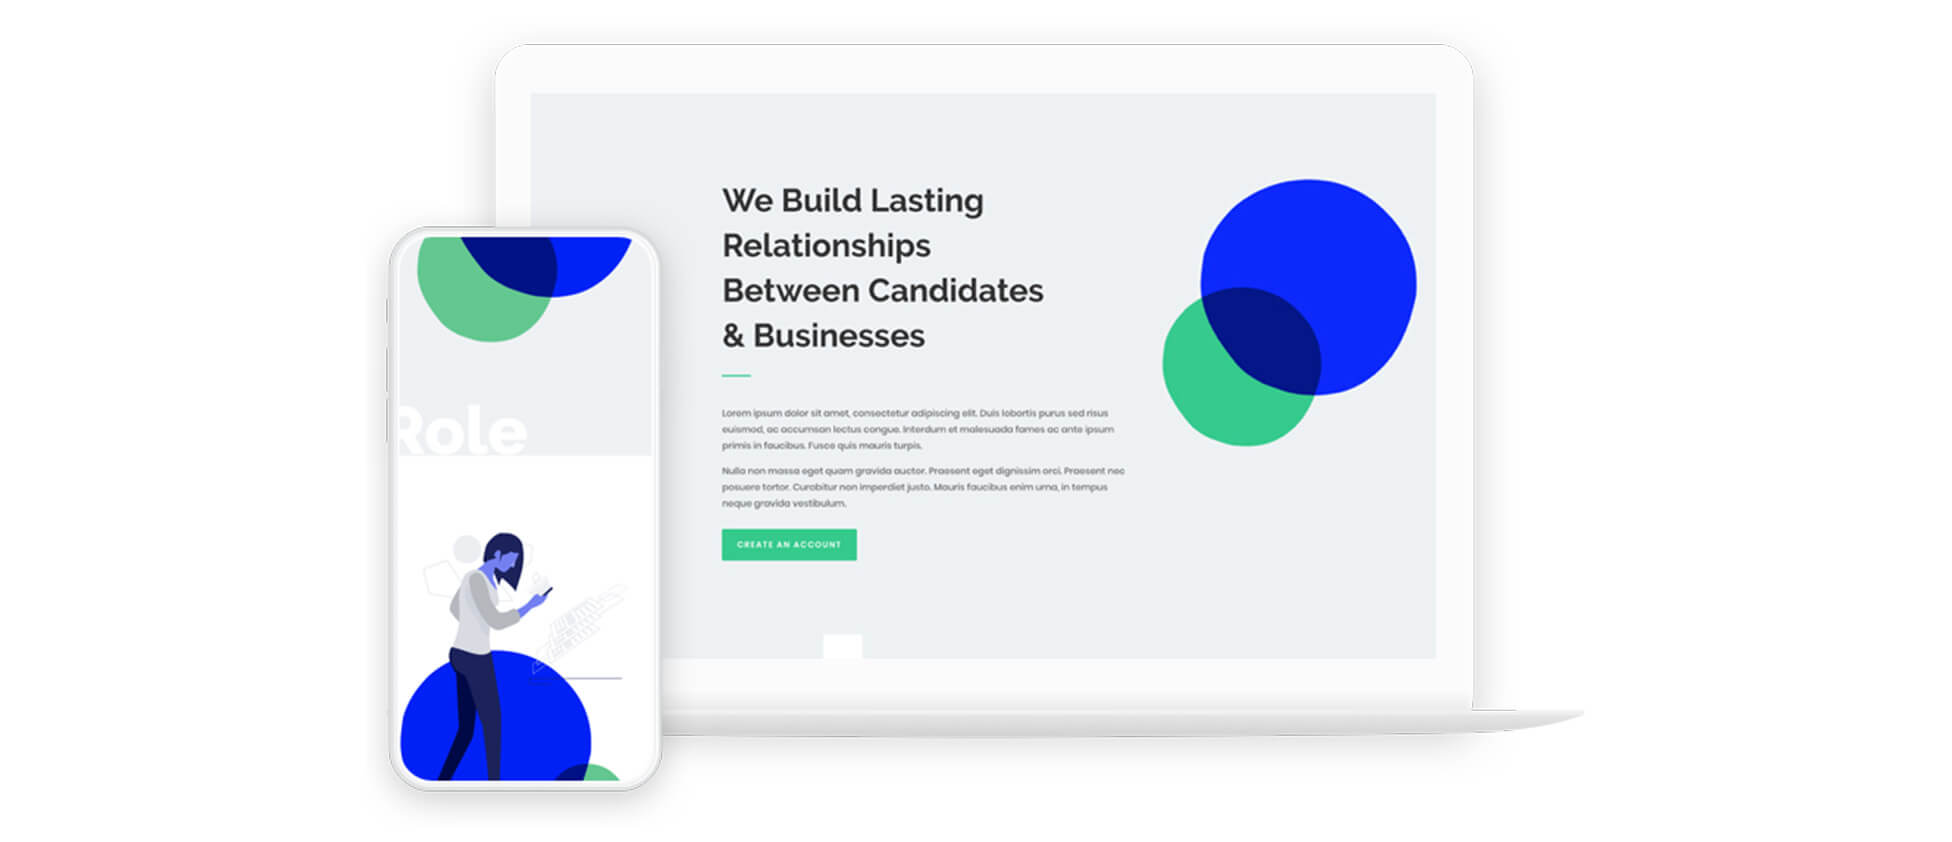 We Build Lasting
Relationships
Between Candidates
& Businesses
Lorem ipsum dolor sit amet, consectetur adipiscing elit. Duis lobortis purus sed risus
euismod, ac accumsan lectus congue. Interdum et malesuada fames ac ante ipsum
primis in faucibus. Fusce quis mauris turpis.
Nulla non massa eget quam gravida auctor. Praesent eget dignissim orci. Praesent nec
posuere tortor. Curabitur non imperdiet justo. Mauris faucibus enim urna, in tempus
neque gravida vestibulum.
CREATE AN ACCOUNT
Role